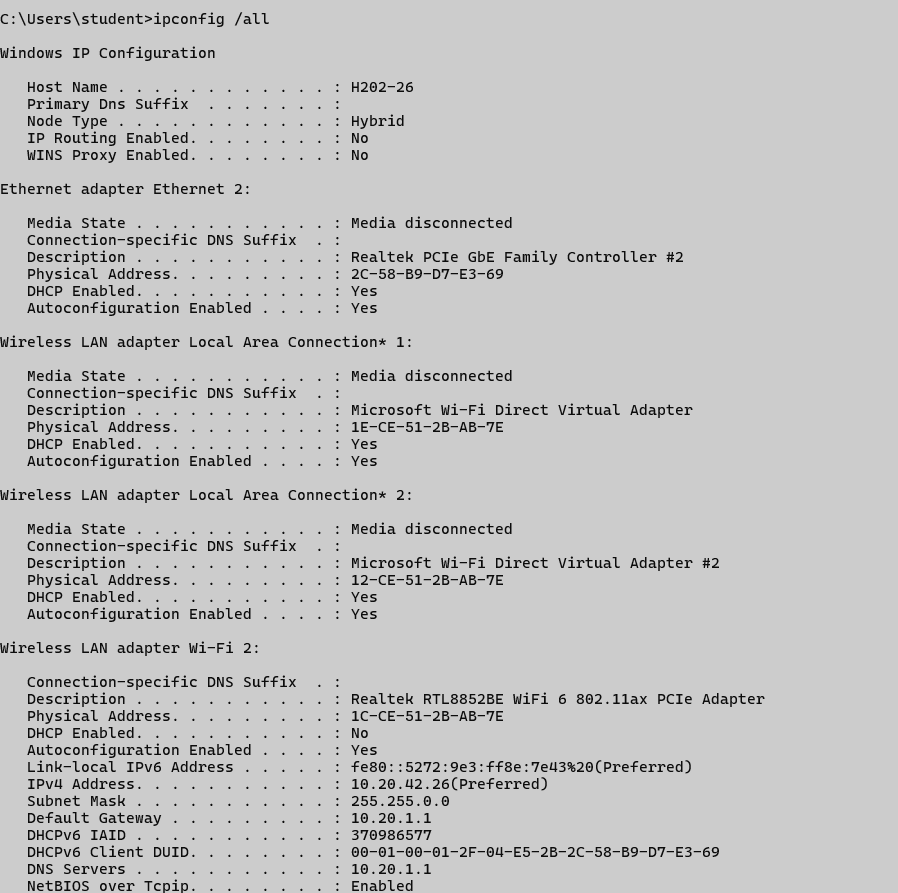 C:\Users\student>ipconfig /all
Windows IP Configuration
Host Name . . . . . . . . . . . . : H202-26
Primary Dns Suffix  . . . . . . . :
Node Type . . . . . . . . . . . . : Hybrid
IP Routing Enabled. . . . . . . . : No
WINS Proxy Enabled. . . . . . . . : No
Ethernet adapter Ethernet 2:
Media State . . . . . . . . . . . : Media disconnected
Connection-specific DNS Suffix  . :
Description . . . . . . . . . . . : Realtek PCIe GbE Family Controller #2
Physical Address. . . . . . . . . : 2C-58-B9-D7-E3-69
DHCP Enabled. . . . . . . . . . . : Yes
Autoconfiguration Enabled . . . . : Yes
Wireless LAN adapter Local Area Connection* 1:
Media State . . . . . . . . . . . : Media disconnected
Connection-specific DNS Suffix  . :
Description . . . . . . . . . . . : Microsoft Wi-Fi Direct Virtual Adapter
Physical Address. . . . . . . . . : 1E-CE-51-2B-AB-7E
DHCP Enabled. . . . . . . . . . . : Yes
Autoconfiguration Enabled . . . . : Yes
Wireless LAN adapter Local Area Connection* 2:
Media State . . . . . . . . . . . : Media disconnected
Connection-specific DNS Suffix  . :
Description . . . . . . . . . . . : Microsoft Wi-Fi Direct Virtual Adapter #2
Physical Address. . . . . . . . . : 12-CE-51-2B-AB-7E
DHCP Enabled. . . . . . . . . . . : Yes
Autoconfiguration Enabled . . . . : Yes
Wireless LAN adapter Wi-Fi 2:
Connection-specific DNS Suffix  . :
Description . . . . . . . . . . . : Realtek RTL8852BE WiFi 6 802.11ax PCIe Adapter
Physical Address. . . . . . . . . : 1C-CE-51-2B-AB-7E
DHCP Enabled. . . . . . . . . . . : No
Autoconfiguration Enabled . . . . : Yes
Link-local IPv6 Address . . . . . : fe80::5272:9e3:ff8e:7e43%20(Preferred)
IPv4 Address. . . . . . . . . . . : 10.20.42.26(Preferred)
Subnet Mask . . . . . . . . . . . : 255.255.0.0
Default Gateway . . . . . . . . . : 10.20.1.1
DHCPv6 IAID . . . . . . . . . . . : 370986577
DHCPv6 Client DUID. . . . . . . . : 00-01-00-01-2F-04-E5-2B-2C-58-B9-D7-E3-69
DNS Servers . . . . . . . . . . . : 10.20.1.1
NetBIOS over Tcpip. . . . . . . . : Enabled